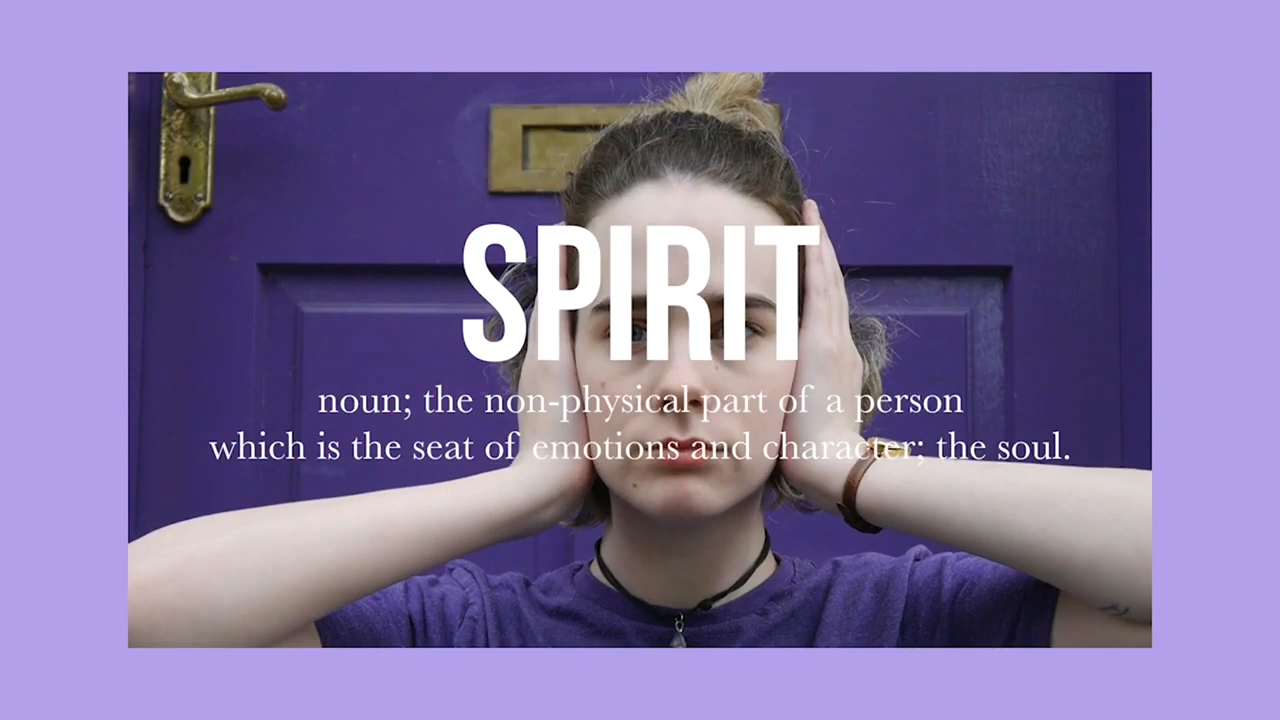 SPIRIT
noun; the non-physical part of a person
which is the seat of emotions and character; the soul.